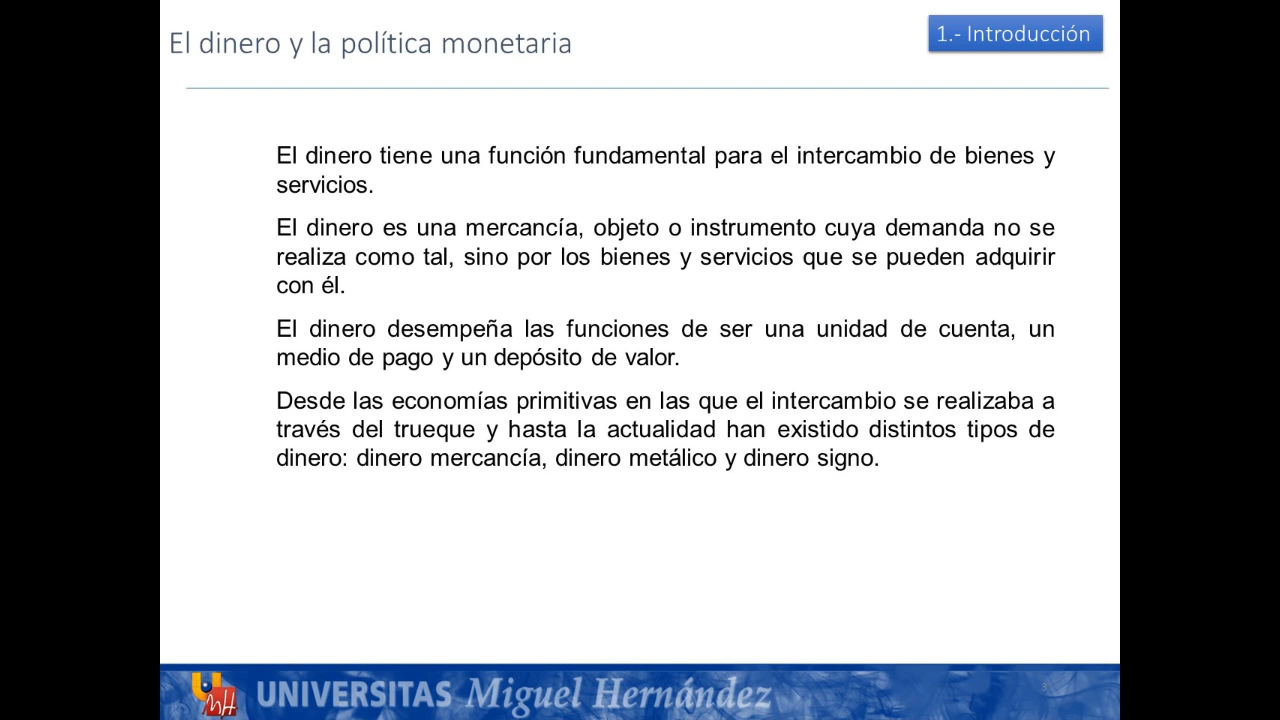 El dinero y la política monetaria
1.- Introducción
El dinero tiene una función fundamental para el intercambio de bienes y
servicios.
El dinero es una mercancía, objeto o instrumento cuya demanda no se
realiza como tal, sino por los bienes y servicios que se pueden adquirir
con él.
El dinero desempeña las funciones de ser una unidad de cuenta, un
medio de pago y un depósito de valor.
Desde las economías primitivas en las que el intercambio se realizaba a
través del trueque y hasta la actualidad han existido distintos tipos de
dinero: dinero mercancía, dinero metálico y dinero signo.
UMH UNIVERSITAS Miguel Hernández
3